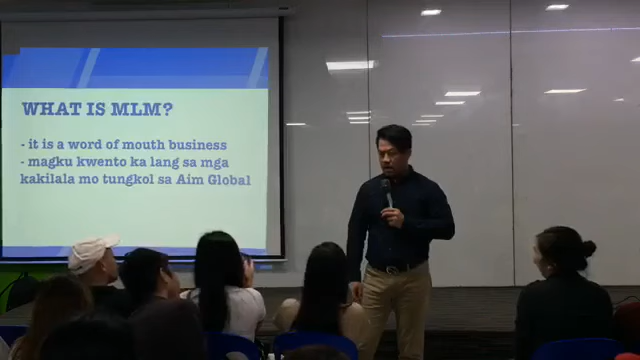 WHAT IS MLM?
- it is a word of mouth business
- magku kwento ka lang sa mga
kakilala mo tungkol sa Aim Global